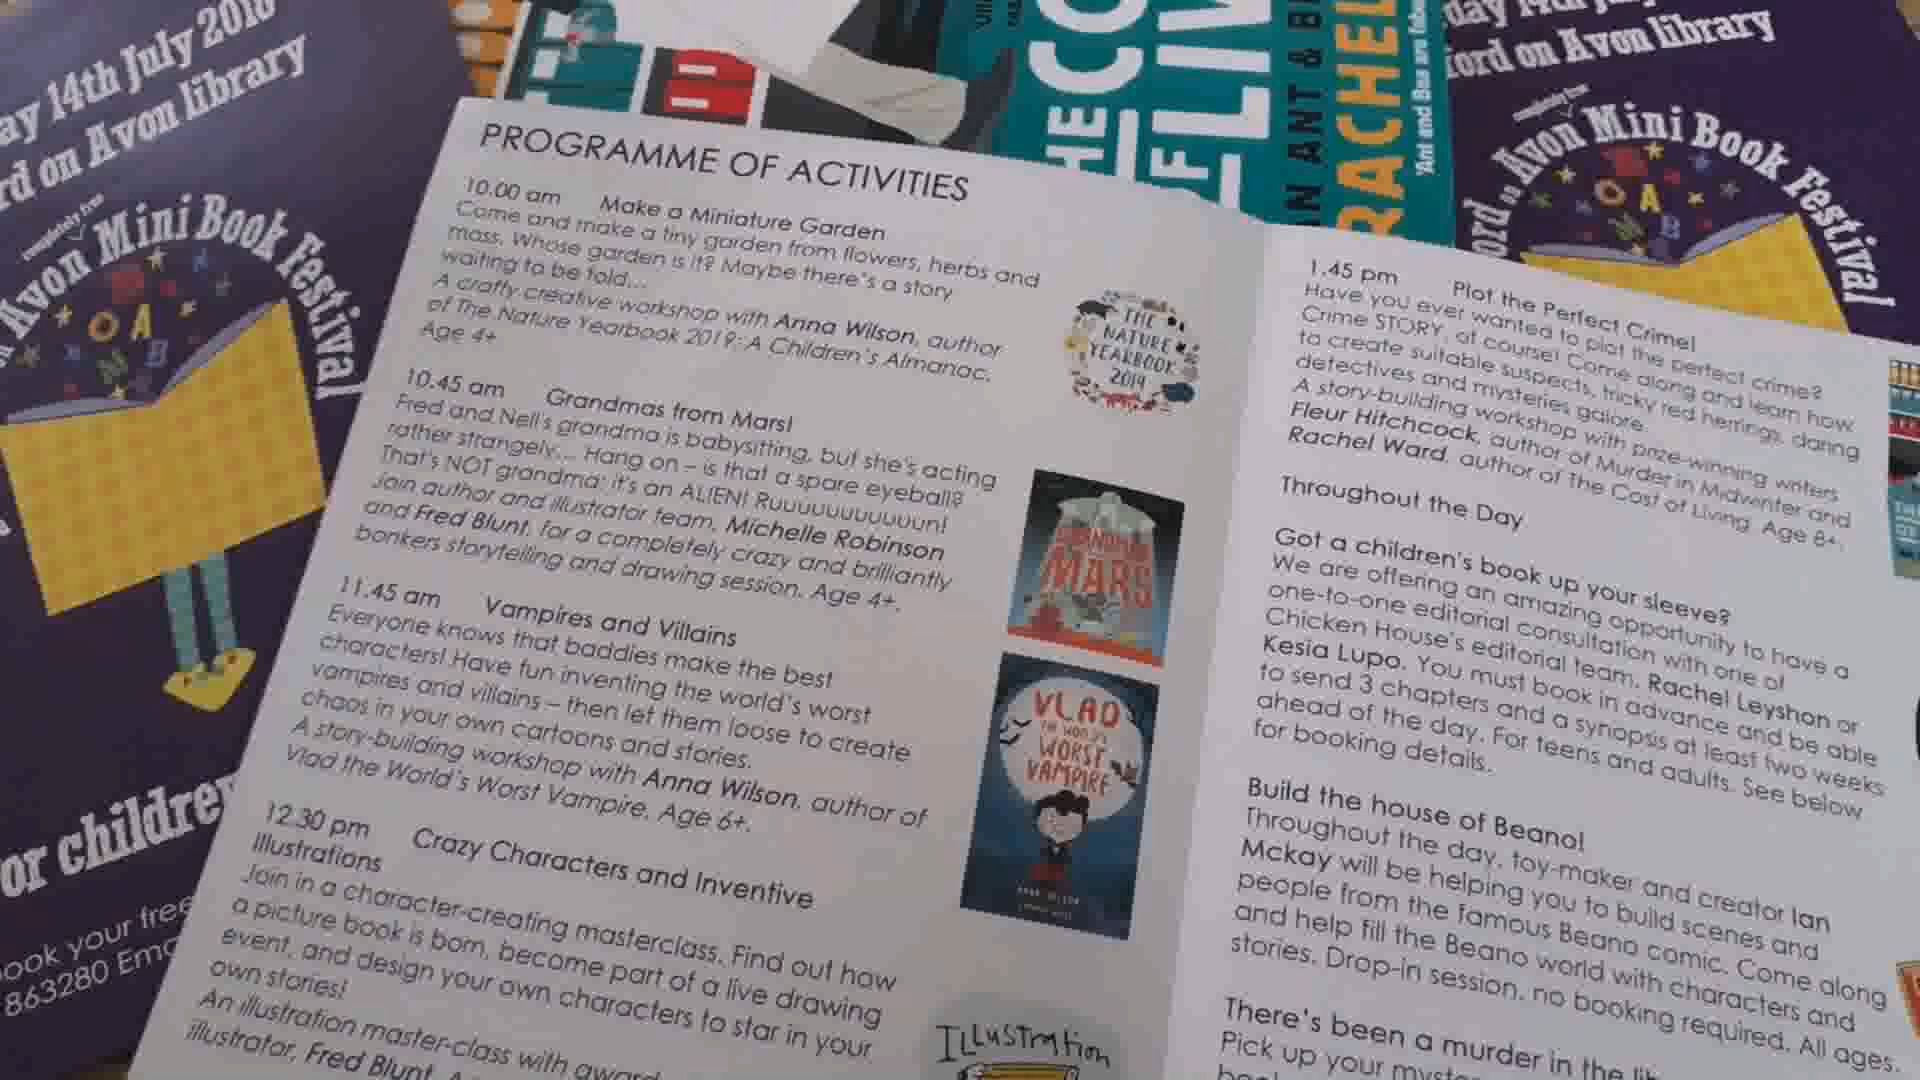 ay 14th July 2018
rd on Avon library
completely free
Avon Mini Book Festival
O A
M B
or children
ook your free
863280 Ema
HE CO
OF LIV
AN ANT & B
RACHEL
'Ant and Bea are fabu
day 14th
ford on Avon library
completely free
ord on Avon Mini Book Festival
O A
M B
PROGRAMME OF ACTIVITIES
10.00 am Make a Miniature Garden
Come and make a tiny garden from flowers, herbs and
moss. Whose garden is it? Maybe there's a story
waiting to be told...
A crafty creative workshop with Anna Wilson, author
of The Nature Yearbook 2019: A Children's Almanac.
Age 4+
THE
NATURE
YEARBOOK
2019
10.45 am Grandmas from Mars!
Fred and Nell's grandma is babysitting, but she's acting
rather strangely... Hang on – is that a spare eyeball?
That's NOT grandma; it's an ALIEN! Ruuuuuuuuuuun!
Join author and illustrator team, Michelle Robinson
and Fred Blunt, for a completely crazy and brilliantly
bonkers storytelling and drawing session. Age 4+.
GRANDMAS
MARS
11.45 am Vampires and Villains
Everyone knows that baddies make the best
characters! Have fun inventing the world's worst
vampires and villains – then let them loose to create
chaos in your own cartoons and stories.
A story-building workshop with Anna Wilson, author of
Vlad the World's Worst Vampire. Age 6+.
VLAD
THE WORLD'S
WORST
VAMPIRE
ANNA WILSON
12.30 pm Crazy Characters and Inventive
Illustrations
Join in a character-creating masterclass. Find out how
a picture book is born, become part of a live drawing
event, and design your own characters to star in your
own stories!
An illustration master-class with award
illustrator, Fred Blunt.
ILLUSTRATION
1.45 pm Plot the Perfect Crime!
Have you ever wanted to plot the perfect crime?
Crime STORY, of course! Come along and learn how
to create suitable suspects, tricky red herrings, daring
detectives and mysteries galore.
A story-building workshop with prize-winning writers
Fleur Hitchcock, author of Murder in Midwinter and
Rachel Ward, author of The Cost of Living. Age 8+.
Throughout the Day
Got a children's book up your sleeve?
We are offering an amazing opportunity to have a
one-to-one editorial consultation with one of
Chicken House's editorial team, Rachel Leyshon or
Kesia Lupo. You must book in advance and be able
to send 3 chapters and a synopsis at least two weeks
ahead of the day. For teens and adults. See below
for booking details.
Build the house of Beano!
Throughout the day, toy-maker and creator Ian
Mckay will be helping you to build scenes and
people from the famous Beano comic. Come along
and help fill the Beano world with characters and
stories. Drop-in session, no booking required. All ages.
There's been a murder in the lib
Pick up your myste